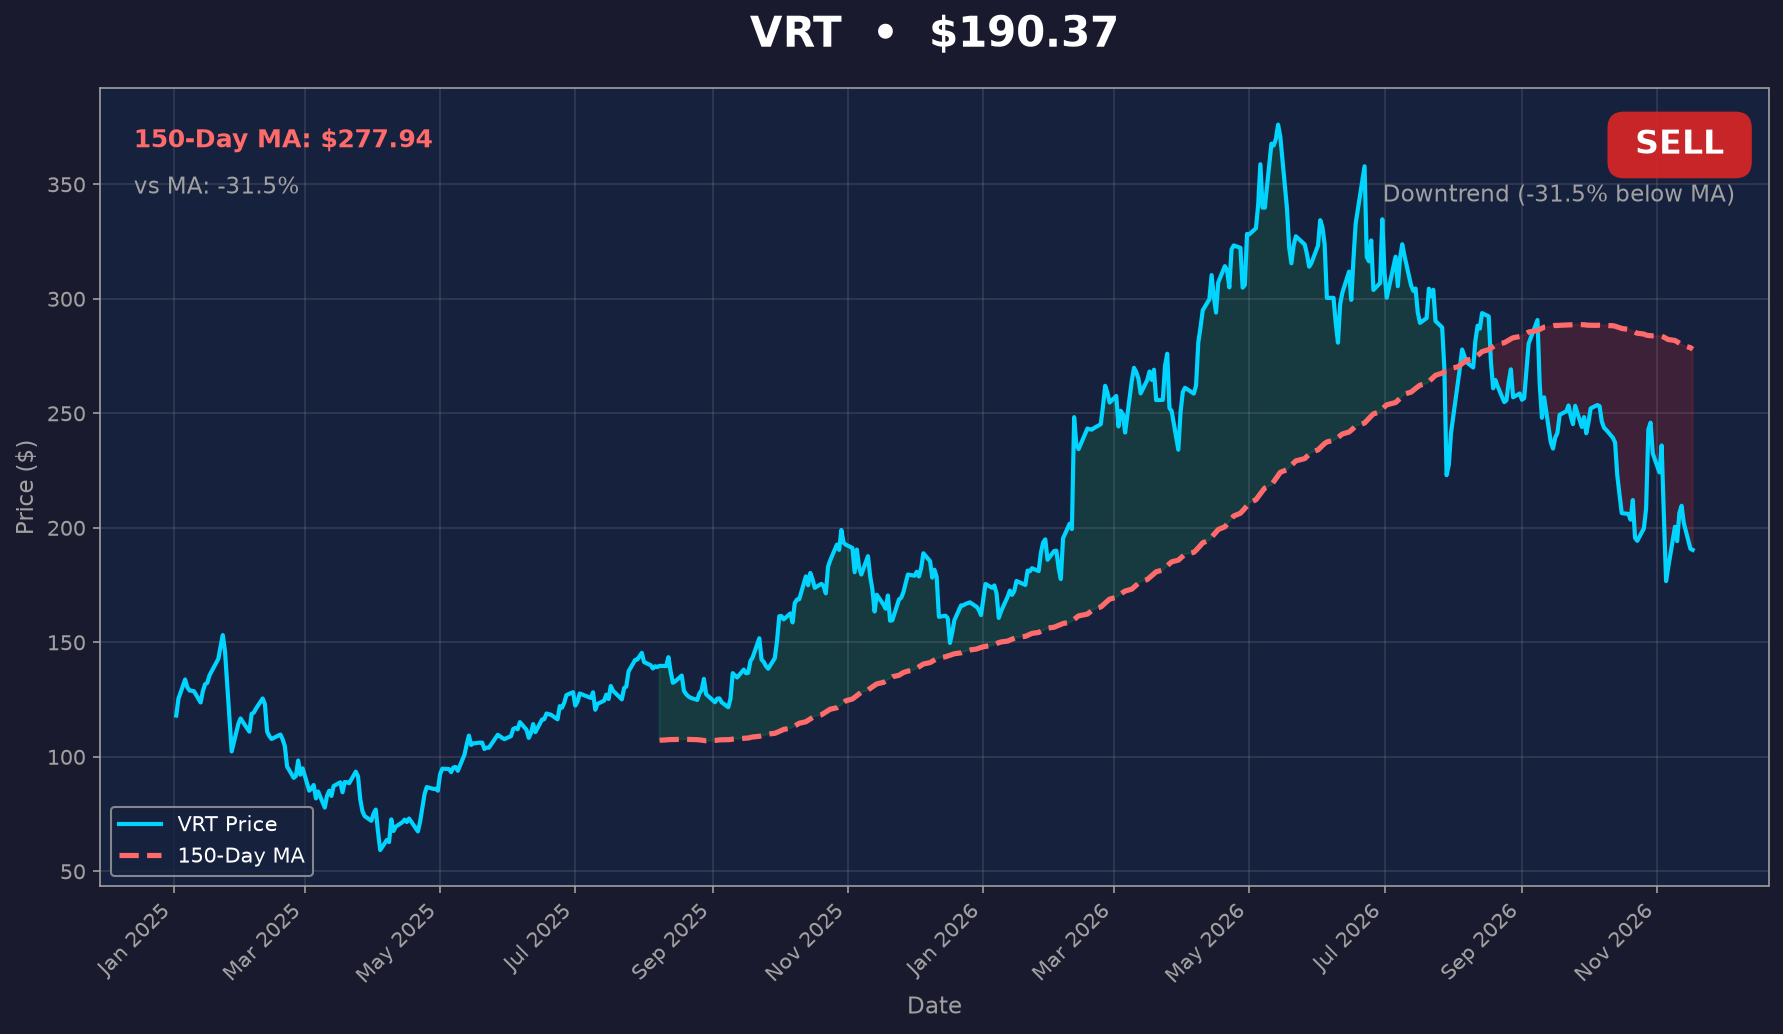 VRT • $190.37
150-Day MA: $277.94
vs MA: -31.5%
SELL
Downtrend (-31.5% below MA)
Price ($)
350
300
250
200
150
100
50
VRT Price
150-Day MA
Jan 2025
Mar 2025
May 2025
Jul 2025
Sep 2025
Nov 2025
Jan 2026
Mar 2026
May 2026
Jul 2026
Sep 2026
Nov 2026
Date